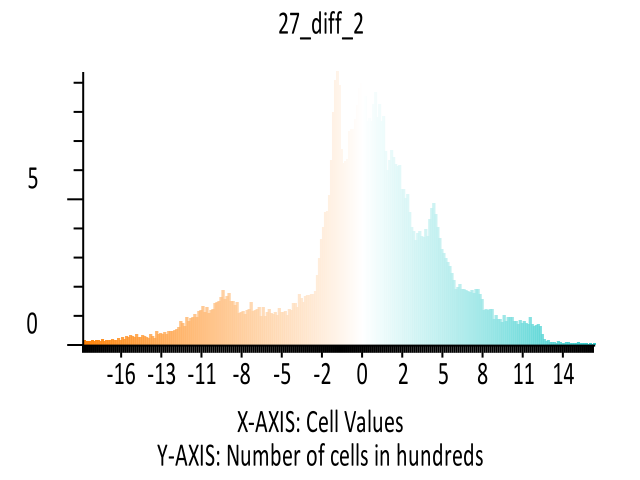 27_diff_2
5
0
-16 -13 -11 -8 -5 -2 0 2 5 8 11 14
X-AXIS: Cell Values
Y-AXIS: Number of cells in hundreds